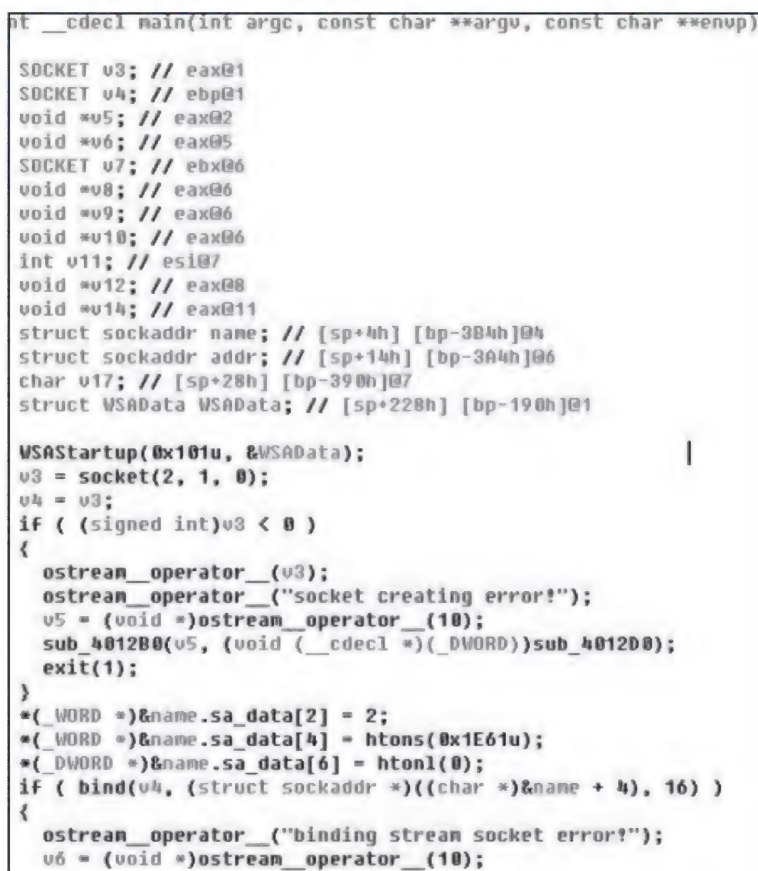 nt __cdecl main(int argc, const char **argv, const char **envp)
SOCKET v3; // eax@1
SOCKET v4; // ebp@1
void *v5; // eax@2
void *v6; // eax@5
SOCKET v7; // ebx@6
void *v8; // eax@6
void *v9; // eax@6
void *v10; // eax@6
int v11; // esi@7
void *v12; // eax@8
void *v14; // eax@11
struct sockaddr name; // [sp+4h] [bp-3B4h]@4
struct sockaddr addr; // [sp+14h] [bp-3A4h]@6
char v17; // [sp+28h] [bp-390h]@7
struct WSAData WSAData; // [sp+228h] [bp-190h]@1
WSAStartup(0x101u, &WSAData);
v3 = socket(2, 1, 0);
v4 = v3;
if ( (signed int)v3 < 0 )
{
ostream__operator__(v3);
ostream__operator__("socket creating error!");
v5 = (void *)ostream__operator__(10);
sub_4012B0(v5, (void (__cdecl *)(_DWORD))sub_4012D0);
exit(1);
}
*(_WORD *)&name.sa_data[2] = 2;
*(_WORD *)&name.sa_data[4] = htons(0x1E61u);
*(_DWORD *)&name.sa_data[6] = htonl(0);
if ( bind(v4, (struct sockaddr *)((char *)&name + 4), 16) )
{
ostream__operator__("binding stream socket error!");
v6 = (void *)ostream__operator__(10);